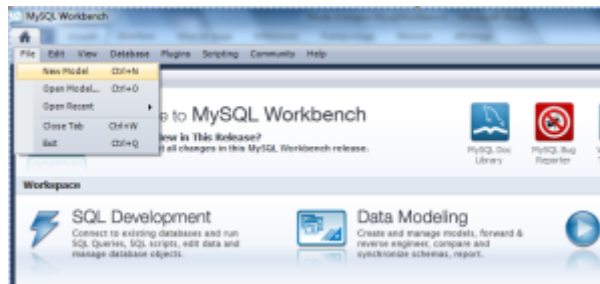 MySQL Workbench
File Edit View Database Plugins Scripting Community Help
New Model Ctrl+N
Open Model... Ctrl+O
Open Recent
Close Tab Ctrl+W
Exit Ctrl+Q
e to MySQL Workbench
New in This Release?
t all changes in this MySQL Workbench release.
MySQL Doc
Library
MySQL Bug
Reporter
Workspace
SQL Development
Connect to existing databases and run
SQL Queries, SQL scripts, edit data and
manage database objects.
Data Modeling
Create and manage models, forward &
reverse engineer, compare and
synchronize schemas, report.